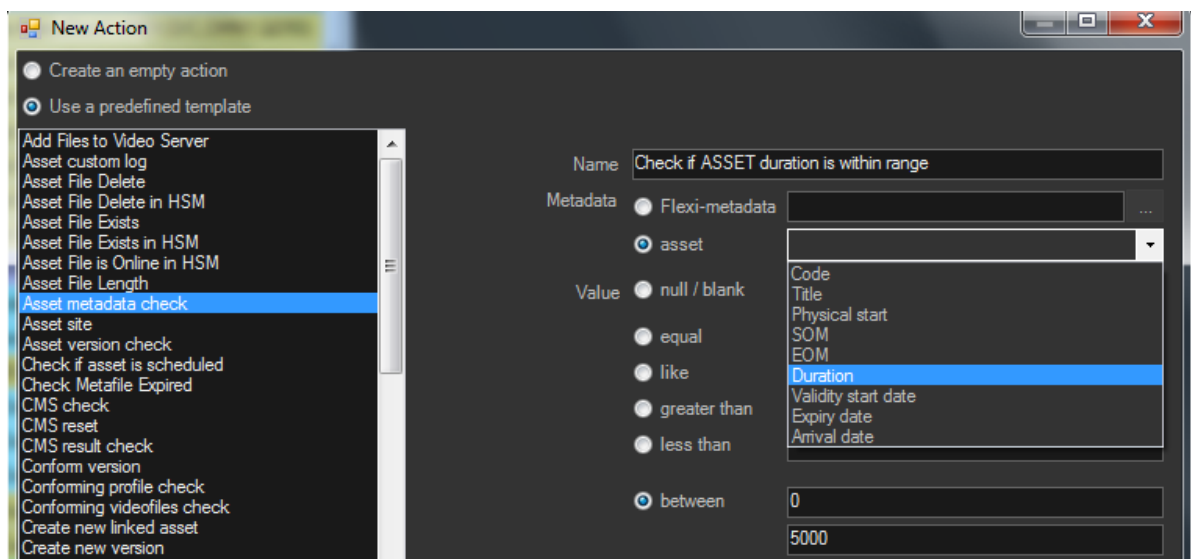 New Action
Create an empty action
Use a predefined template
Add Files to Video Server
Asset custom log
Asset File Delete
Asset File Delete in HSM
Asset File Exists
Asset File Exists in HSM
Asset File is Online in HSM
Asset File Length
Asset metadata check
Asset site
Asset version check
Check if asset is scheduled
Check Metafile Expired
CMS check
CMS reset
CMS result check
Conform version
Conforming profile check
Conforming videofiles check
Create new linked asset
Create new version
Name Check if ASSET duration is within range
Metadata Flexi-metadata ...
asset
Code
Title
Physical start
SOM
EOM
Duration
Validity start date
Expiry date
Arrival date
Value null / blank
equal
like
greater than
less than
between 0
5000